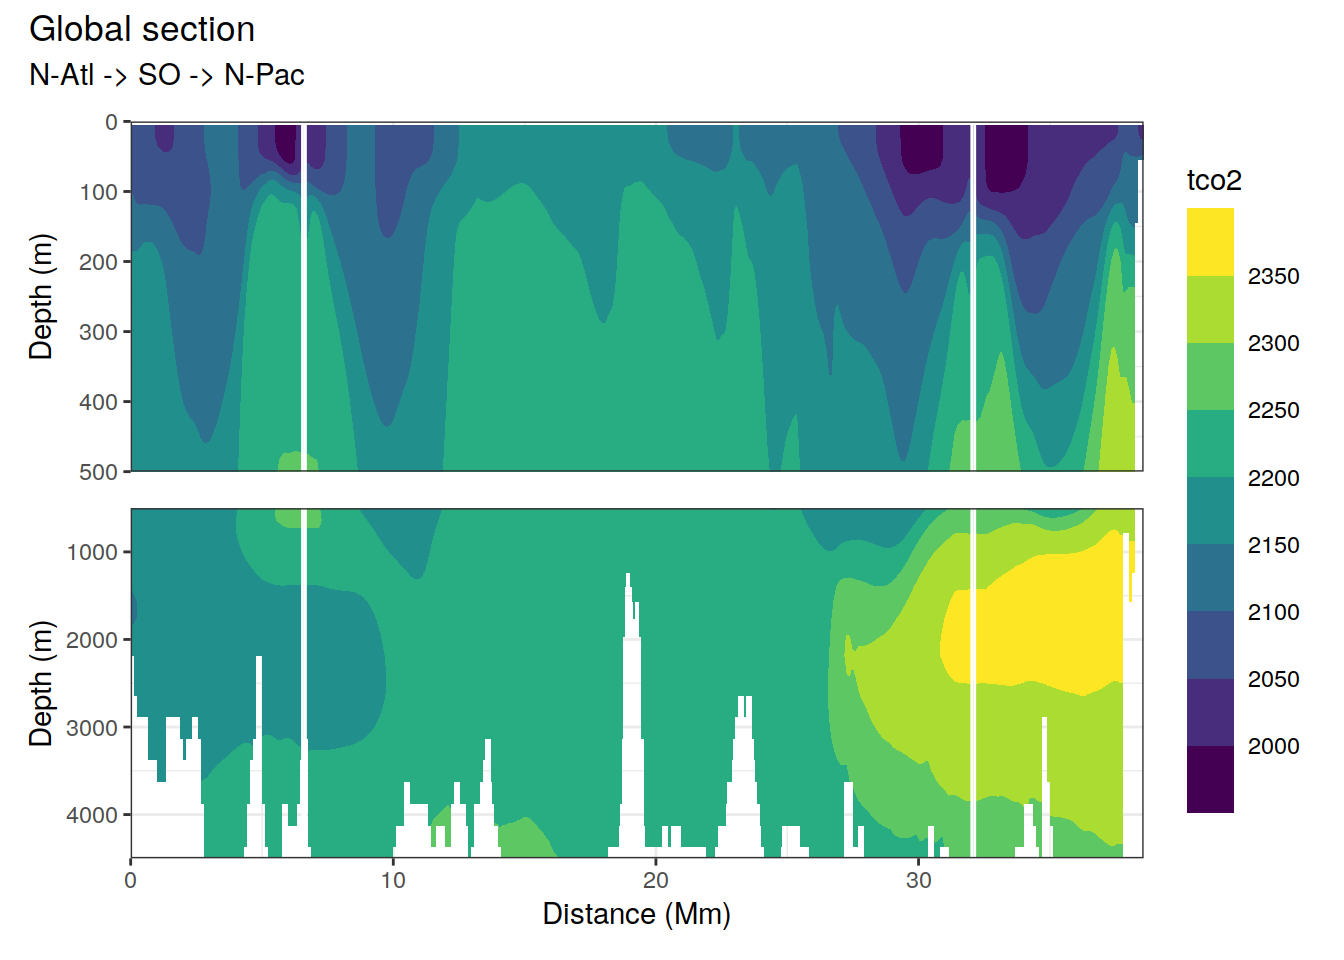 Global section
N-Atl -> SO -> N-Pac
0
100
200
300
400
500
Depth (m)
1000
2000
3000
4000
Depth (m)
0 10 20 30
Distance (Mm)
tco2
2350
2300
2250
2200
2150
2100
2050
2000